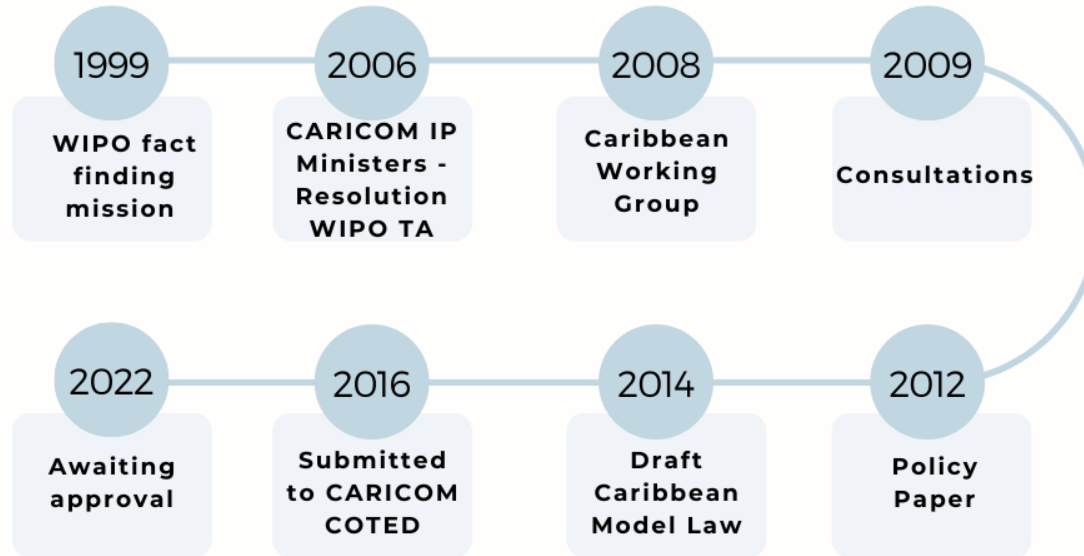 1999
WIPO fact
finding
mission
2006
CARICOM IP
Ministers -
Resolution
WIPO TA
2008
Caribbean
Working
Group
2009
Consultations
2012
Policy
Paper
2014
Draft
Caribbean
Model Law
2016
Submitted
to CARICOM
COTED
2022
Awaiting
approval